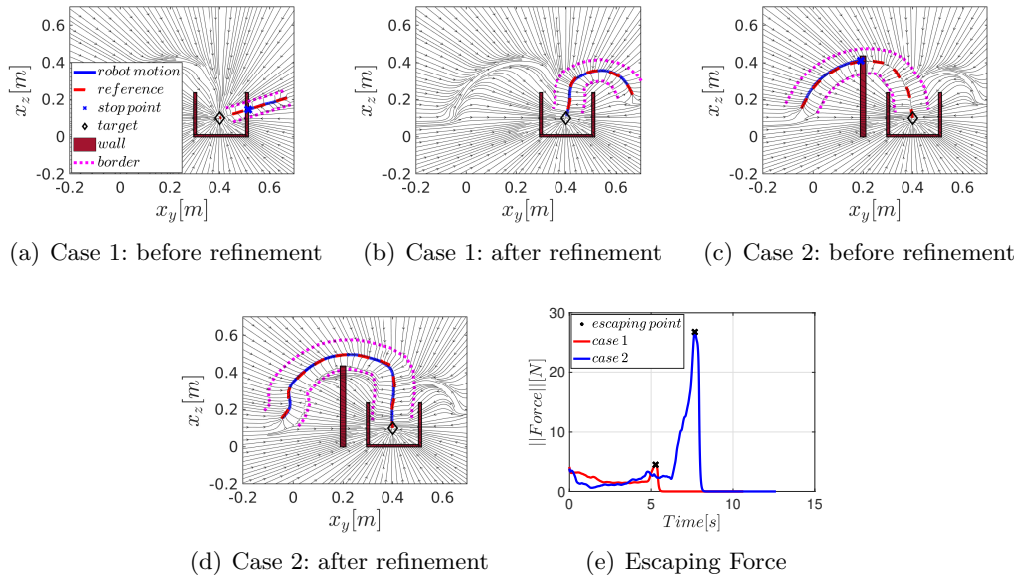 x_z[m]
0.6
0.4
0.2
0
-0.2
robot motion
reference
stop point
target
wall
border
-0.2 0 0.2 0.4 0.6
x_y[m]
(a) Case 1: before refinement
x_z[m]
0.6
0.4
0.2
0
-0.2
-0.2 0 0.2 0.4 0.6
x_y[m]
(b) Case 1: after refinement
x_z[m]
0.6
0.4
0.2
0
-0.2
-0.2 0 0.2 0.4 0.6
x_y[m]
(c) Case 2: before refinement
x_z[m]
0.6
0.4
0.2
0
-0.2
-0.2 0 0.2 0.4 0.6
x_y[m]
(d) Case 2: after refinement
||Force||[N]
30
20
10
0
escaping point
case 1
case 2
0 5 10 15
Time[s]
(e) Escaping Force